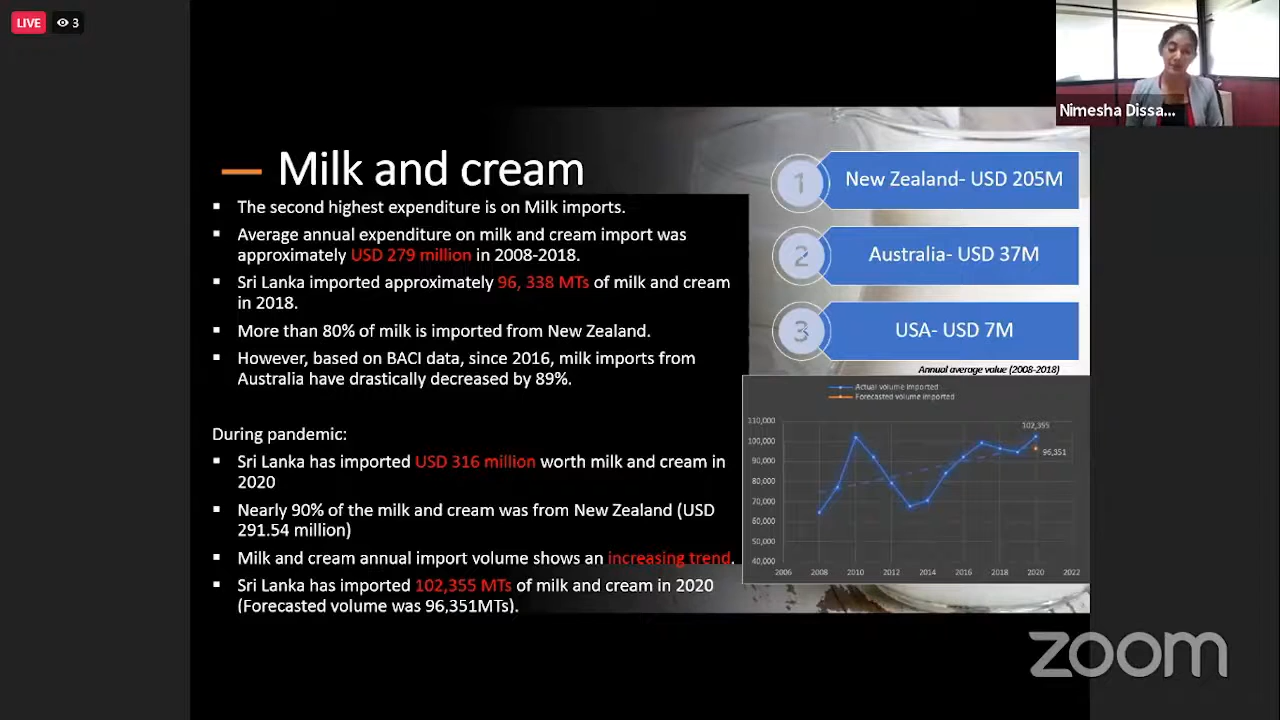 LIVE
3
Nimesha Dissa...
Milk and cream
▪ The second highest expenditure is on Milk imports.
▪ Average annual expenditure on milk and cream import was
approximately USD 279 million in 2008-2018.
▪ Sri Lanka imported approximately 96, 338 MTs of milk and cream
in 2018.
▪ More than 80% of milk is imported from New Zealand.
▪ However, based on BACI data, since 2016, milk imports from
Australia have drastically decreased by 89%.
During pandemic:
▪ Sri Lanka has imported USD 316 million worth milk and cream in
2020
▪ Nearly 90% of the milk and cream was from New Zealand (USD
291.54 million)
▪ Milk and cream annual import volume shows an increasing trend.
▪ Sri Lanka has imported 102,355 MTs of milk and cream in 2020
(Forecasted volume was 96,351MTs).
1 New Zealand- USD 205M
2 Australia- USD 37M
3 USA- USD 7M
Annual average value (2008-2018)
Actual volume imported
Forecasted volume imported
110,000
100,000
90,000
80,000
70,000
60,000
50,000
40,000
102,355
96,351
2006 2008 2010 2012 2014 2016 2018 2020 2022
zoom